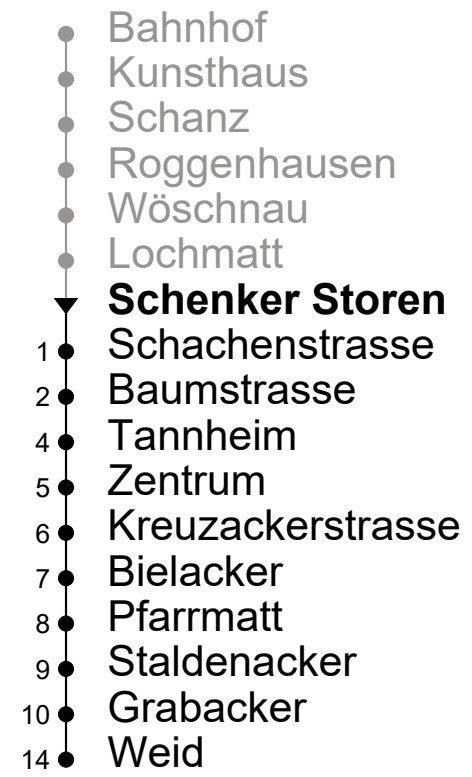 Bahnhof
Kunsthaus
Schanz
Roggenhausen
Wöschnau
Lochmatt
Schenker Storen
1 Schachenstrasse
2 Baumstrasse
4 Tannheim
5 Zentrum
6 Kreuzackerstrasse
7 Bielacker
8 Pfarrmatt
9 Staldenacker
10 Grabacker
14 Weid